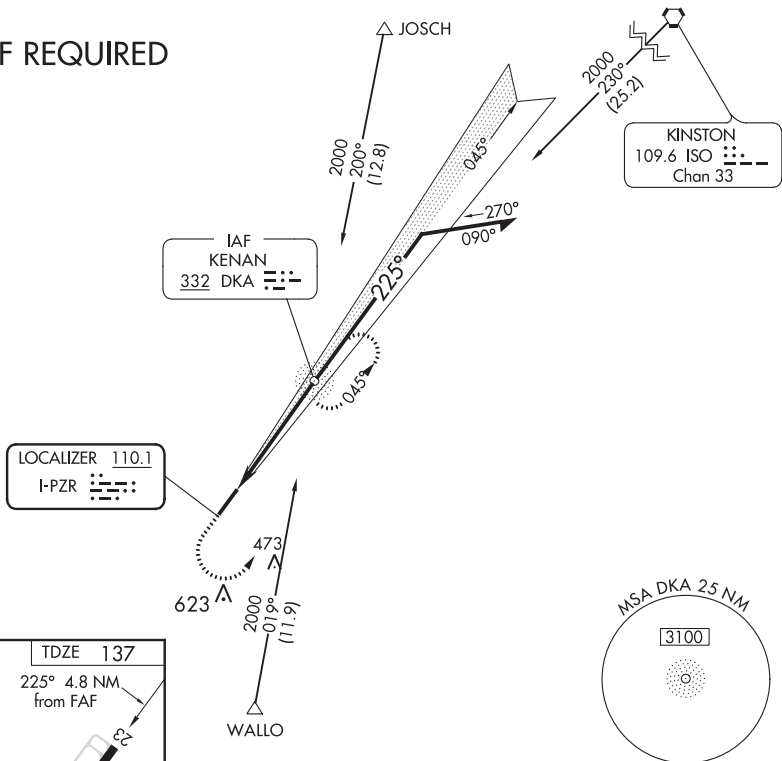 F REQUIRED
JOSCH
2000
230°
(25.2)
KINSTON
109.6 ISO
Chan 33
2000
200°
(12.8)
045°
270°
090°
IAF
KENAN
332 DKA
225°
045°
LOCALIZER 110.1
I-PZR
473
623
2000
019°
(11.9)
WALLO
MSA DKA 25 NM
3100
TDZE 137
225° 4.8 NM
from FAF
23